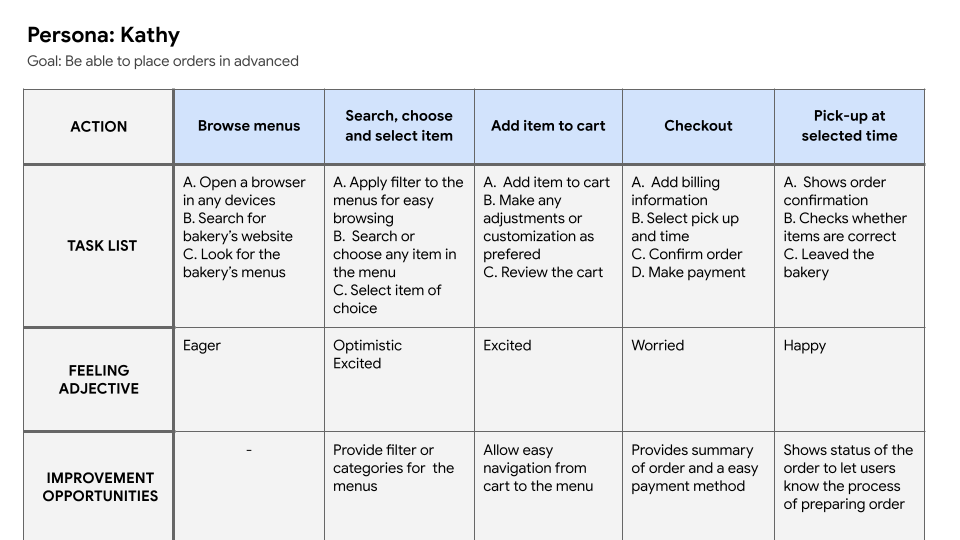 Persona: Kathy
Goal: Be able to place orders in advanced
ACTION
Browse menus
Search, choose
and select item
Add item to cart
Checkout
Pick-up at
selected time
TASK LIST
A. Open a browser
in any devices
B. Search for
bakery's website
C. Look for the
bakery's menus
A. Apply filter to the
menus for easy
browsing
B.  Search or
choose any item in
the menu
C. Select item of
choice
A.  Add item to cart
B. Make any
adjustments or
customization as
prefered
C. Review the cart
A.  Add billing
information
B. Select pick up
and time
C. Confirm order
D. Make payment
A.  Shows order
confirmation
B. Checks whether
items are correct
C. Leaved the
bakery
FEELING
ADJECTIVE
Eager
Optimistic
Excited
Excited
Worried
Happy
IMPROVEMENT
OPPORTUNITIES
-
Provide filter or
categories for  the
menus
Allow easy
navigation from
cart to the menu
Provides summary
of order and a easy
payment method
Shows status of the
order to let users
know the process
of preparing order